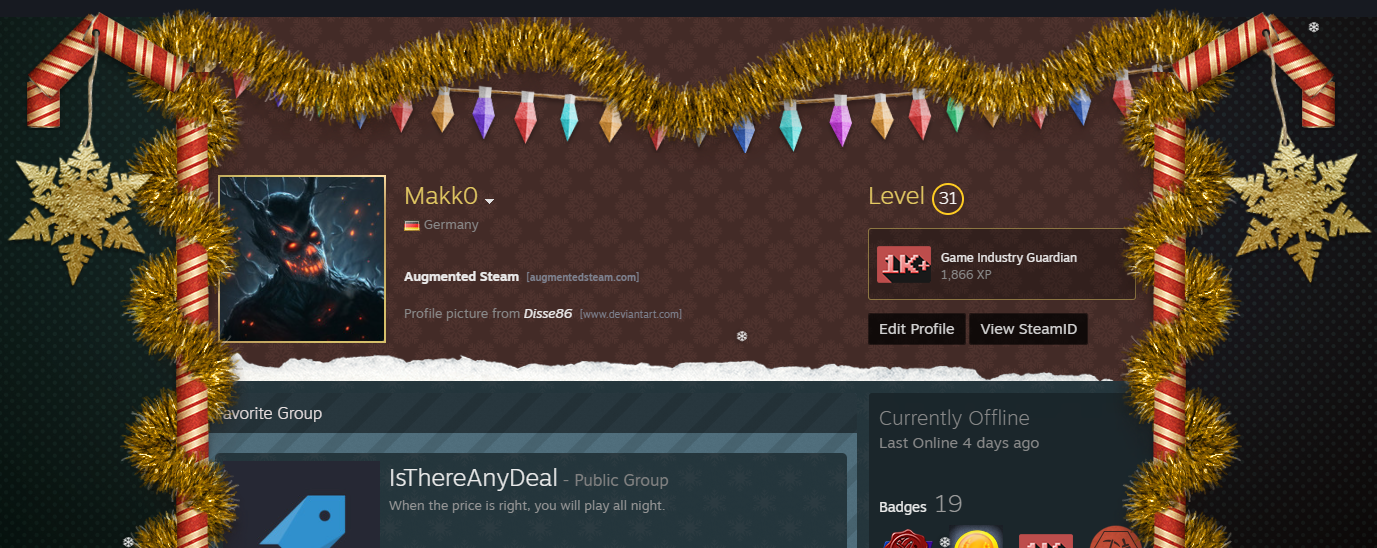 Makk0
Germany
Augmented Steam [augmentedsteam.com]
Profile picture from Disse86 [www.deviantart.com]
Level 31
1K+
Game Industry Guardian
1,866 XP
Edit Profile
View SteamID
avorite Group
IsThereAnyDeal - Public Group
When the price is right, you will play all night.
Currently Offline
Last Online 4 days ago
Badges 19